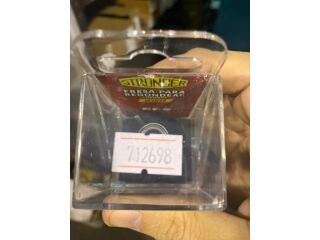 STRINGER
FRESA PARA
REDONDEAR
712698